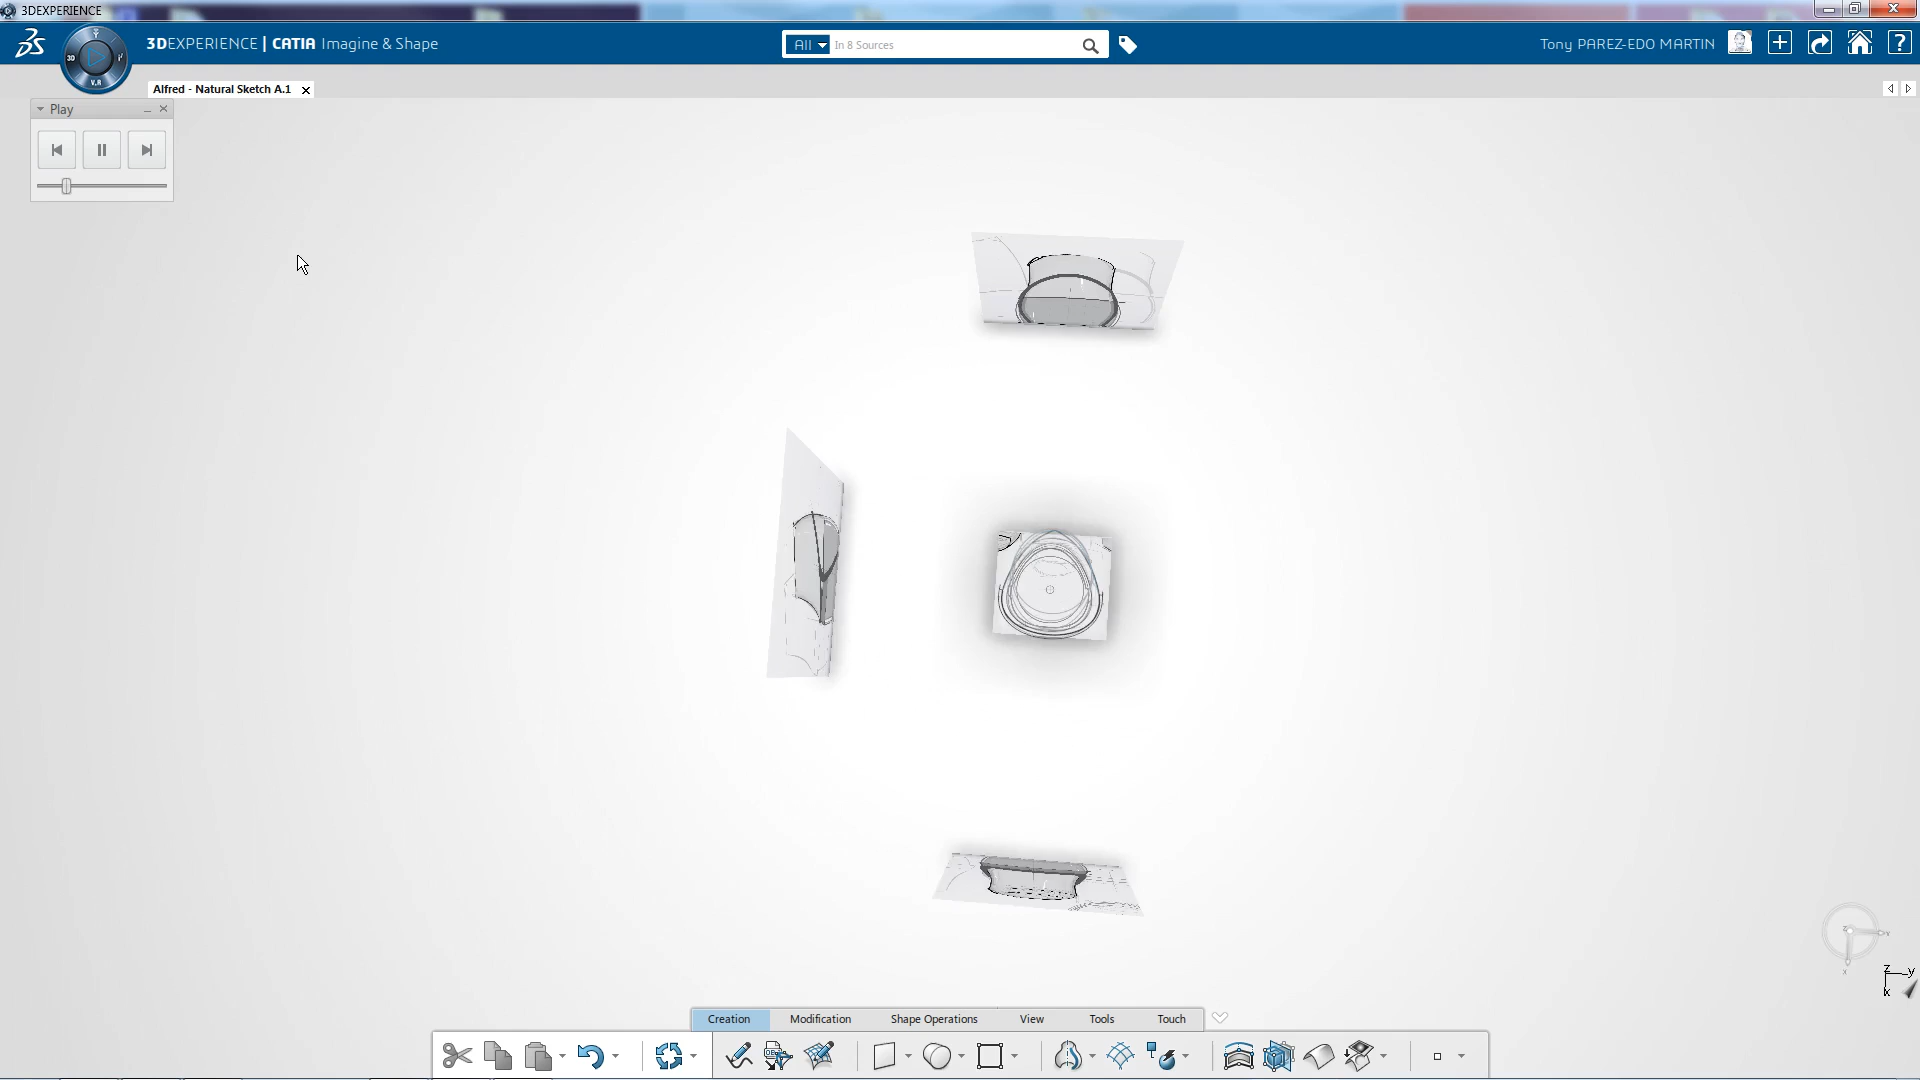 3DEXPERIENCE
3DEXPERIENCE | CATIA Imagine & Shape
All
In 8 Sources
Tony PAREZ-EDO MARTIN
3D
V.R
Alfred - Natural Sketch A.1
Play
Creation
Modification
Shape Operations
View
Tools
Touch